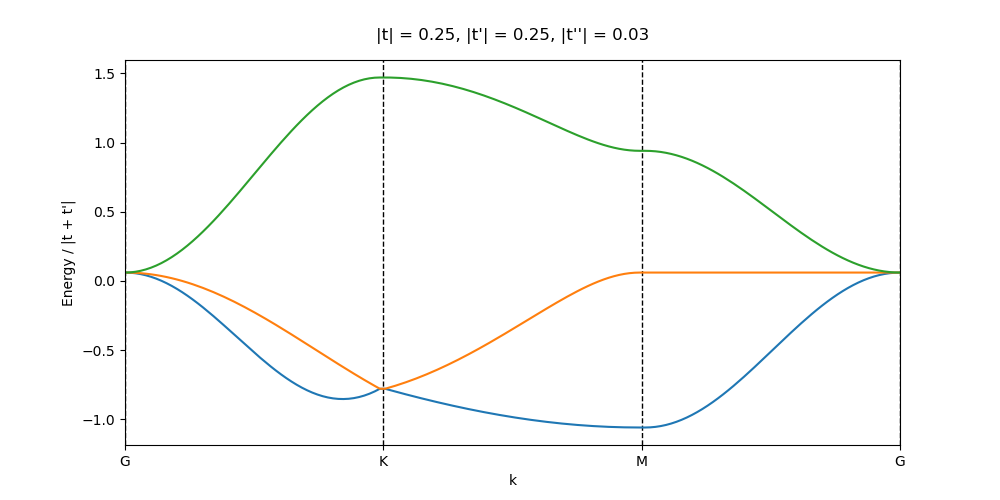 |t| = 0.25, |t'| = 0.25, |t''| = 0.03
Energy / |t + t'|
1.5
1.0
0.5
0.0
−0.5
−1.0
G
K
M
G
k